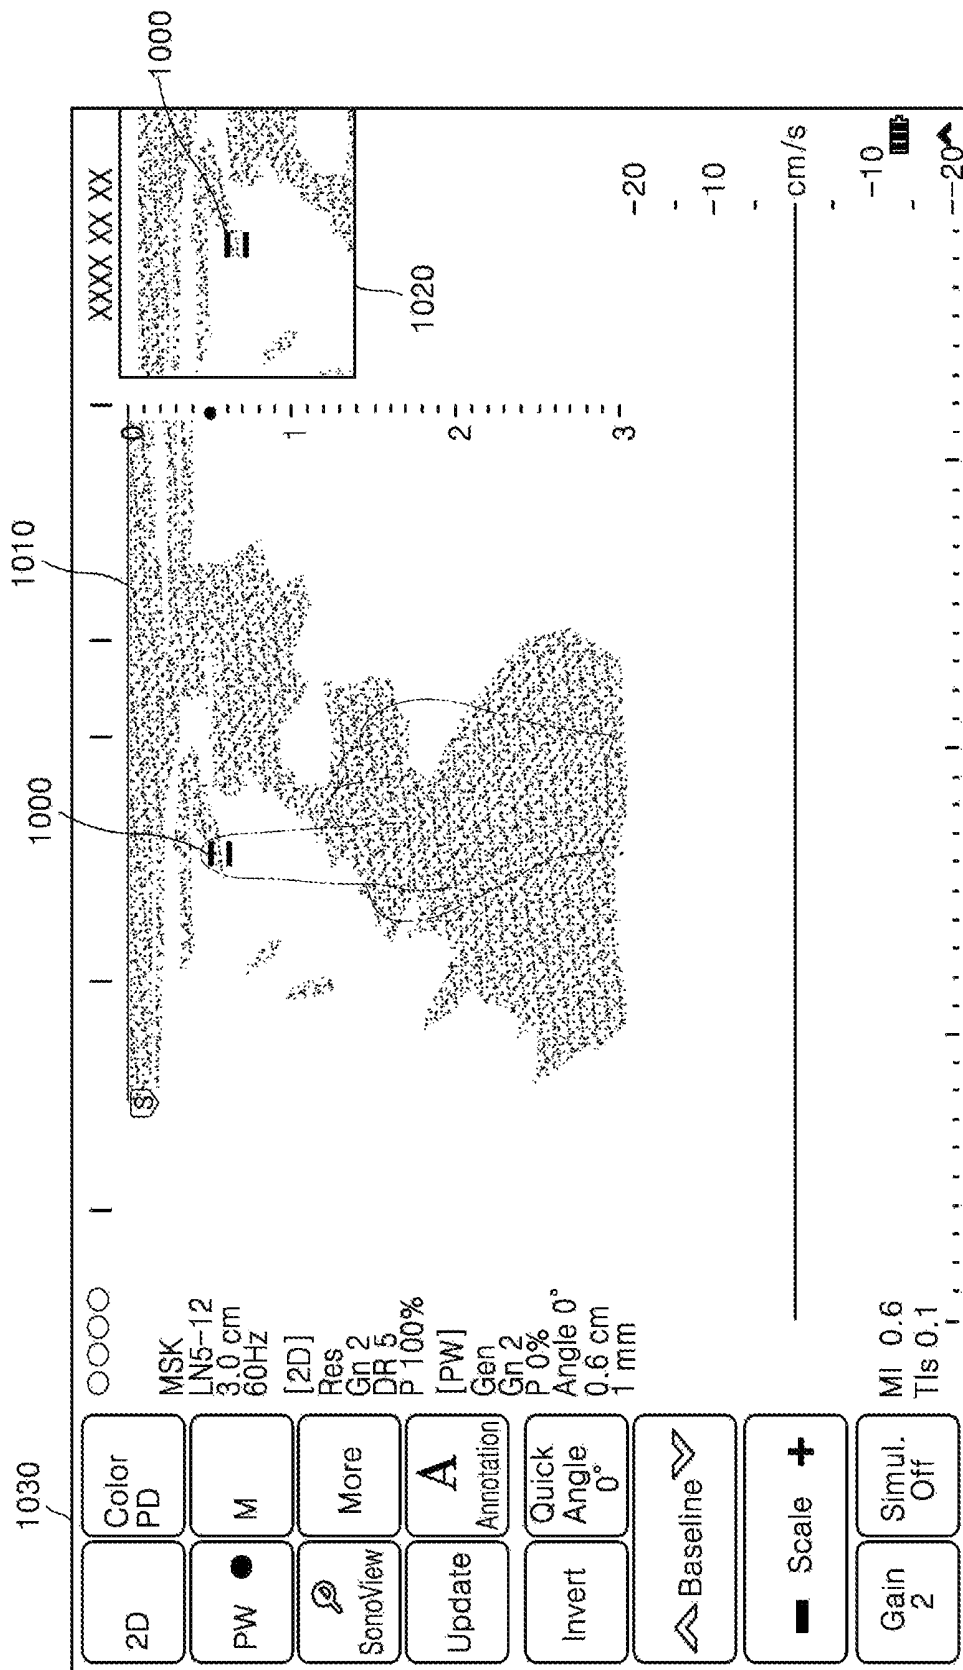 1030
1000
1010
1000
1020
2D
Color
PD
PW
M
SonoView
More
Update
A
Annotation
Invert
Quick
Angle
0°
Baseline
Scale
Gain
2
Simul.
Off
MSK
LN5-12
3.0 cm
60Hz
[2D]
Res
Gn 2
DR 5
P 100%
[PW]
Gen
Gn 2
P 0%
Angle 0°
0.6 cm
1 mm
MI 0.6
TIs 0.1
S
0
1
2
3
XXXX XX XX
-20
-10
cm/s
-10
-20